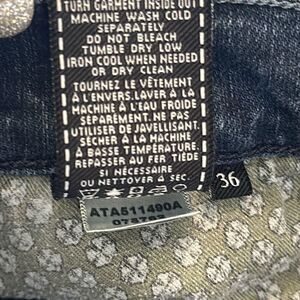 TURN GARMENT INSIDE OUT
MACHINE WASH COLD
SEPARATELY
DO NOT BLEACH
TUMBLE DRY LOW
IRON COOL WHEN NEEDED
OR DRY CLEAN
TOURNEZ LE VÊTEMENT
À L'ENVERS. LAVER À LA
MACHINE À L'EAU FROIDE
SÉPARÉMENT. NE PAS
UTILISER DE JAVELLISANT.
SÉCHER À LA MACHINE
À BASSE TEMPÉRATURE.
REPASSER AU FER TIÈDE
SI NÉCESSAIRE
OU NETTOYER À SEC.
36
ATA511490A